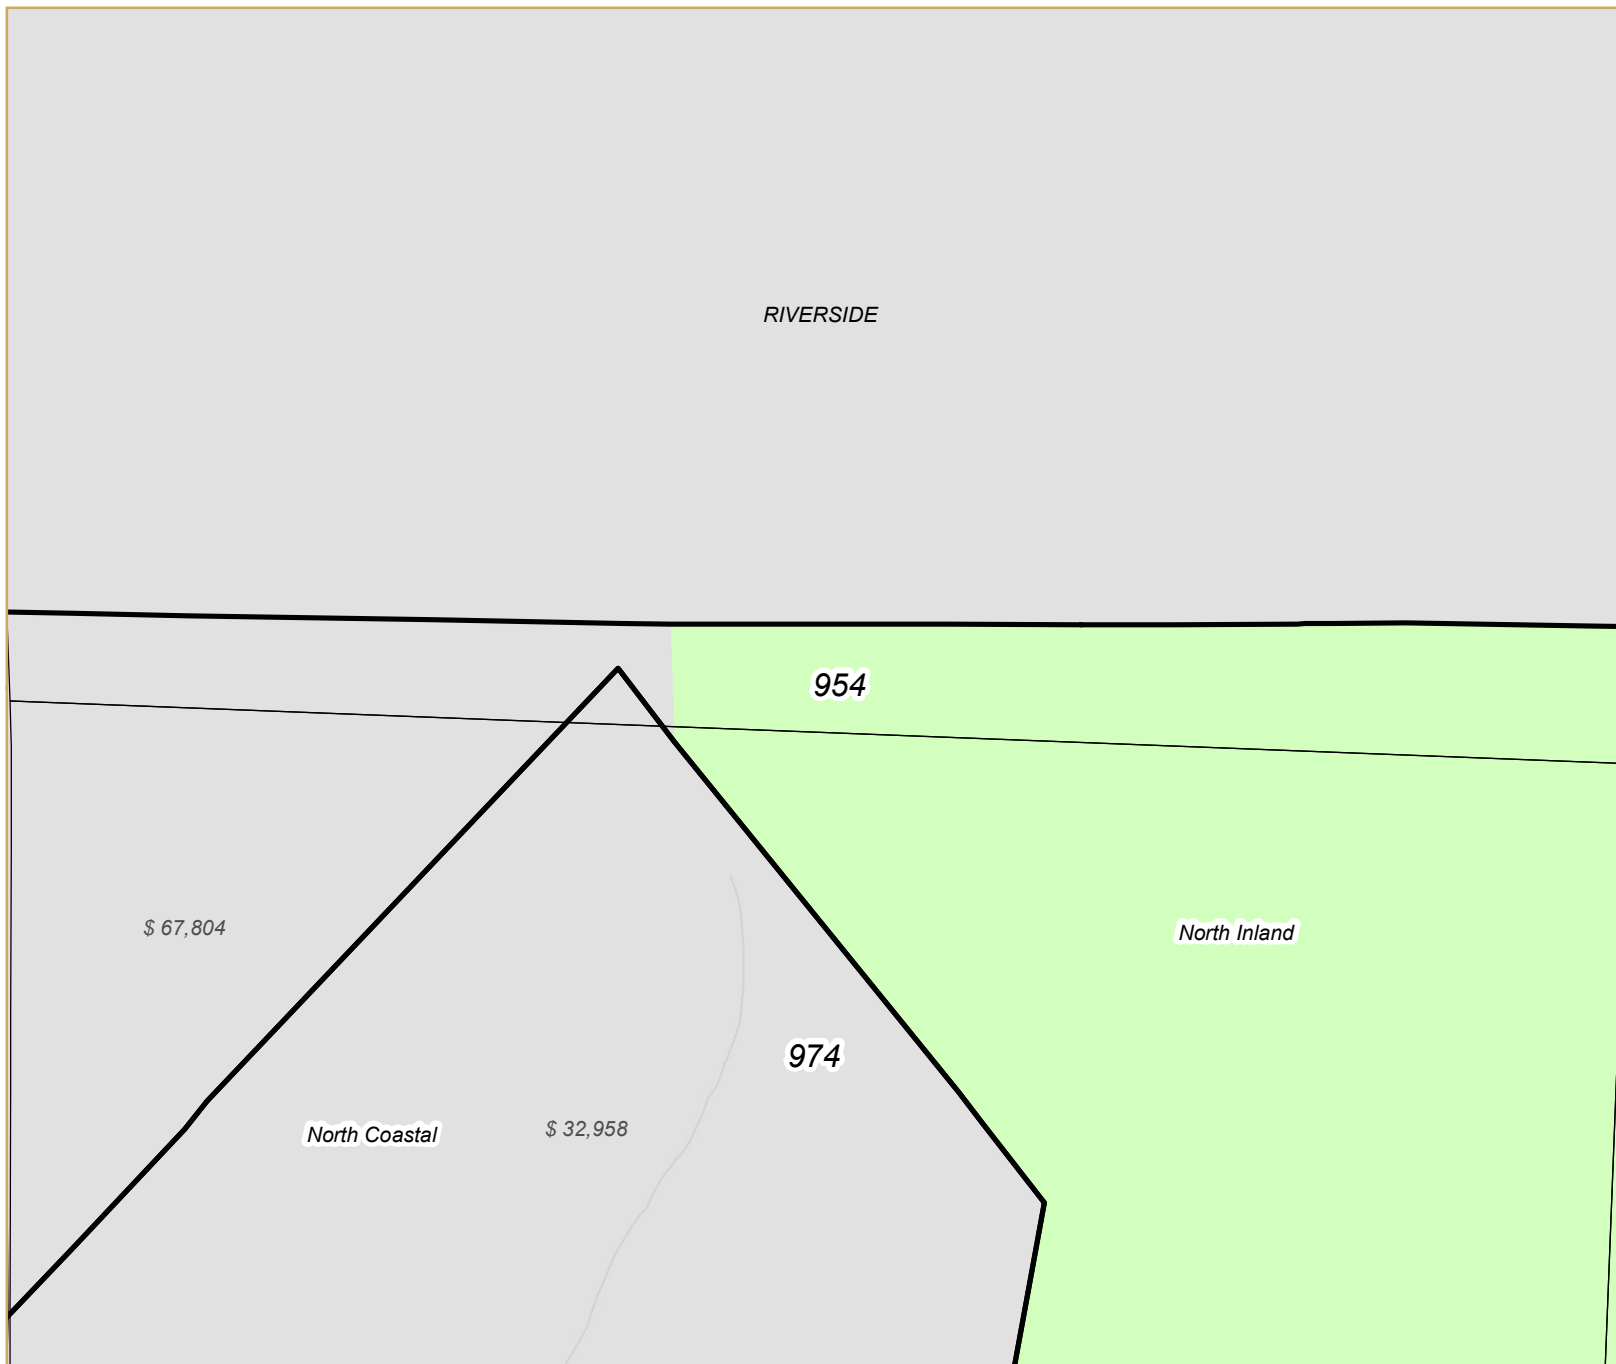 RIVERSIDE
954
$ 67,804
North Inland
974
North Coastal
$ 32,958